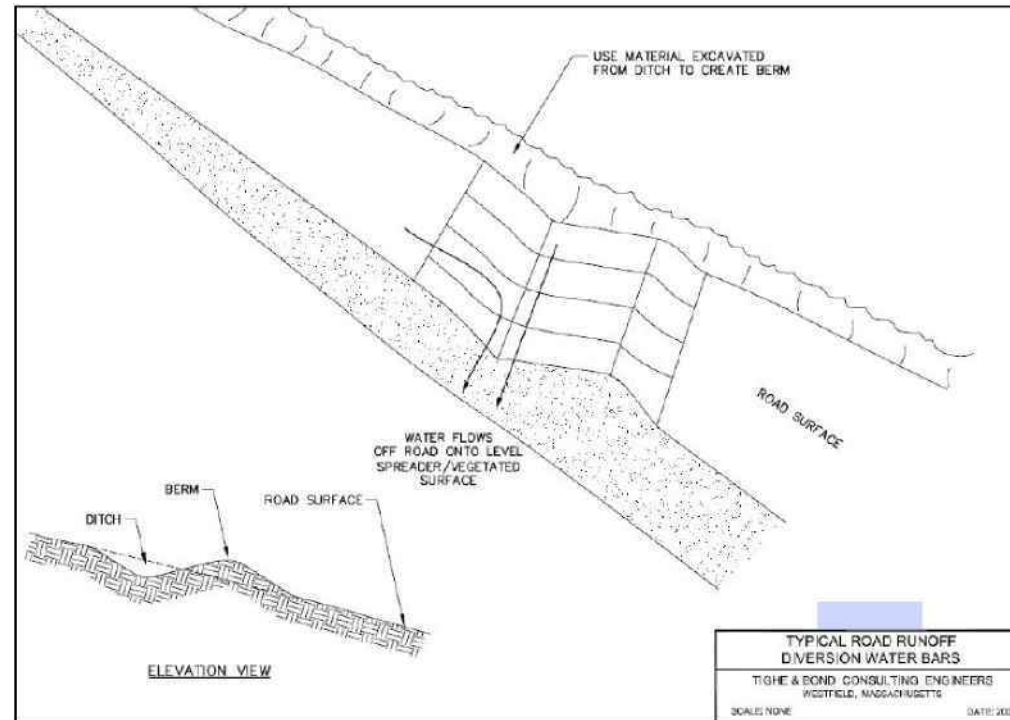 USE MATERIAL EXCAVATED
FROM DITCH TO CREATE BERM
ROAD SURFACE
WATER FLOWS
OFF ROAD ONTO LEVEL
SPREADER/VEGETATED
SURFACE
BERM
ROAD SURFACE
DITCH
ELEVATION VIEW
TYPICAL ROAD RUNOFF
DIVERSION WATER BARS
TIGHE & BOND CONSULTING ENGINEERS
WESTFIELD, MASSACHUSETTS
SCALE: NONE
DATE: